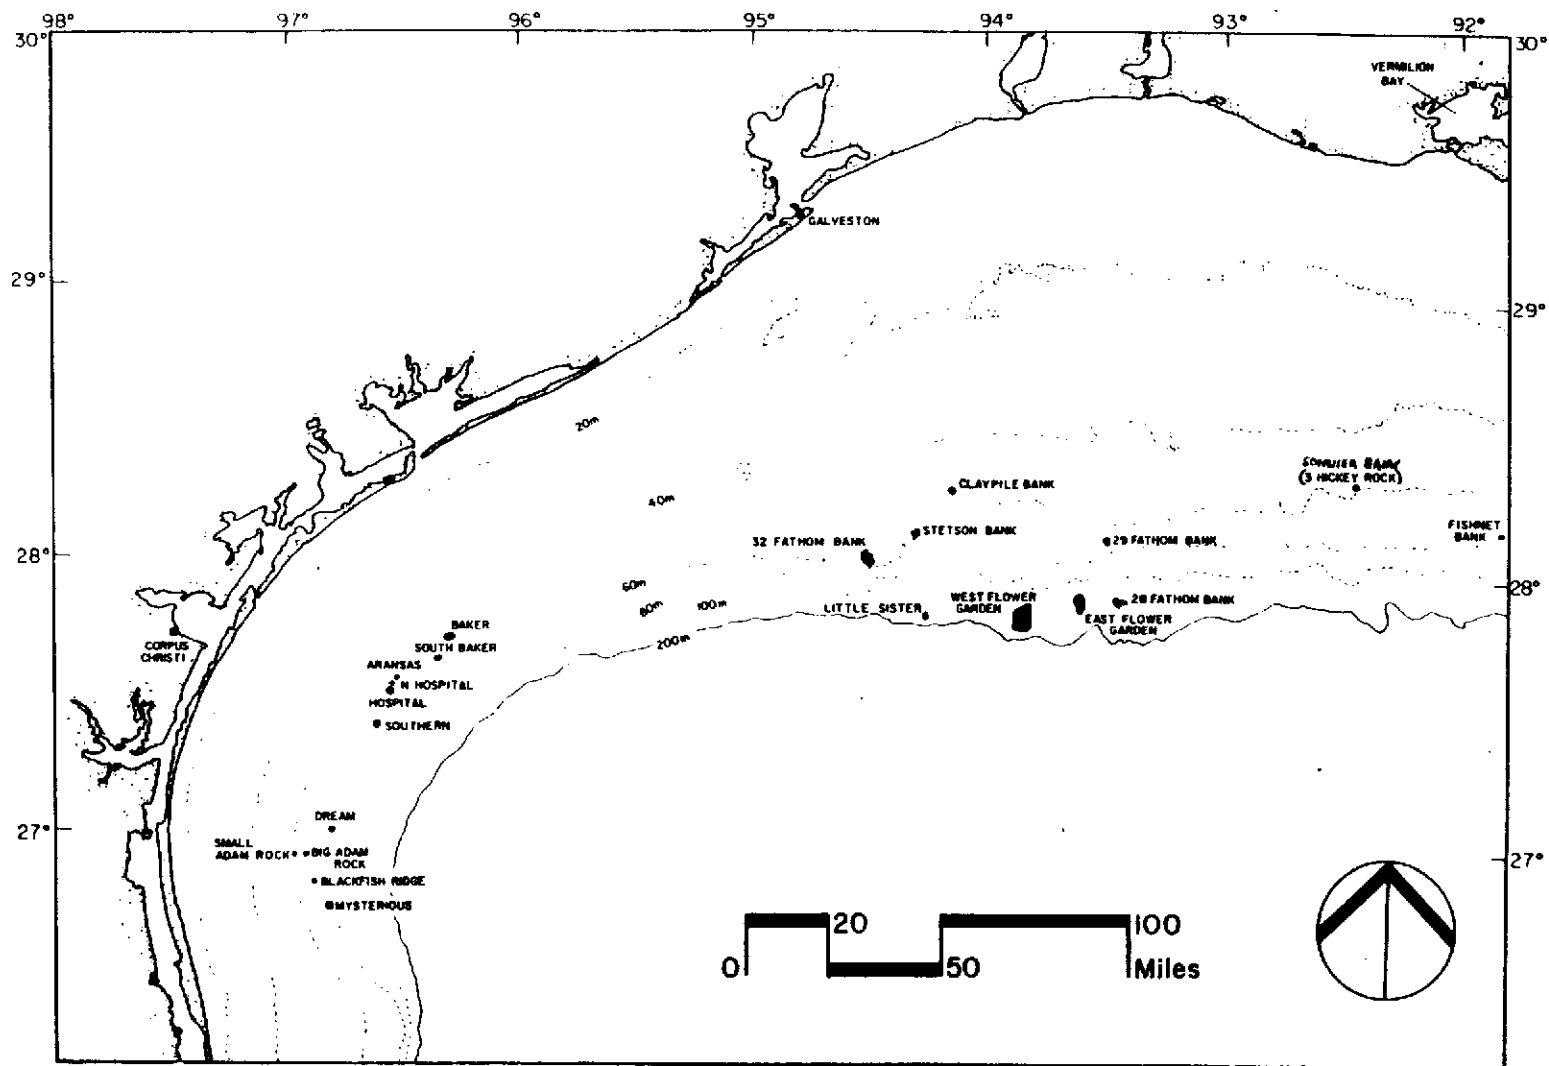 98°
97°
96°
95°
94°
93°
92°
30°
30°
VERMILION
BAY
GALVESTON
29°
29°
20m
40m
CLAYPILE BANK
BANK
(3 HICKEY ROCK)
STETSON BANK
32 FATHOM BANK
29 FATHOM BANK
FISHNET
BANK
28°
28°
60m
80m
100m
200m
LITTLE SISTER
WEST FLOWER
GARDEN
28 FATHOM BANK
EAST FLOWER
GARDEN
CORPUS
CHRISTI
BAKER
SOUTH BAKER
ARANSAS
N HOSPITAL
HOSPITAL
SOUTHERN
27°
27°
DREAM
SMALL
ADAM ROCK
BIG ADAM
ROCK
BLACKFISH RIDGE
MYSTERIOUS
0
20
50
100
Miles